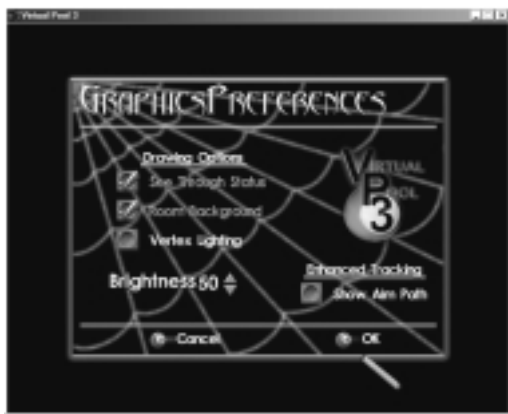 Virtual Pool 3
GRAPHICS PREFERENCES
Drawing Options
See Through Status
Room Background
Vertex Lighting
Brightness 50
VIRTUAL
POOL
3
Enhanced Tracking
Show Aim Path
Cancel
OK